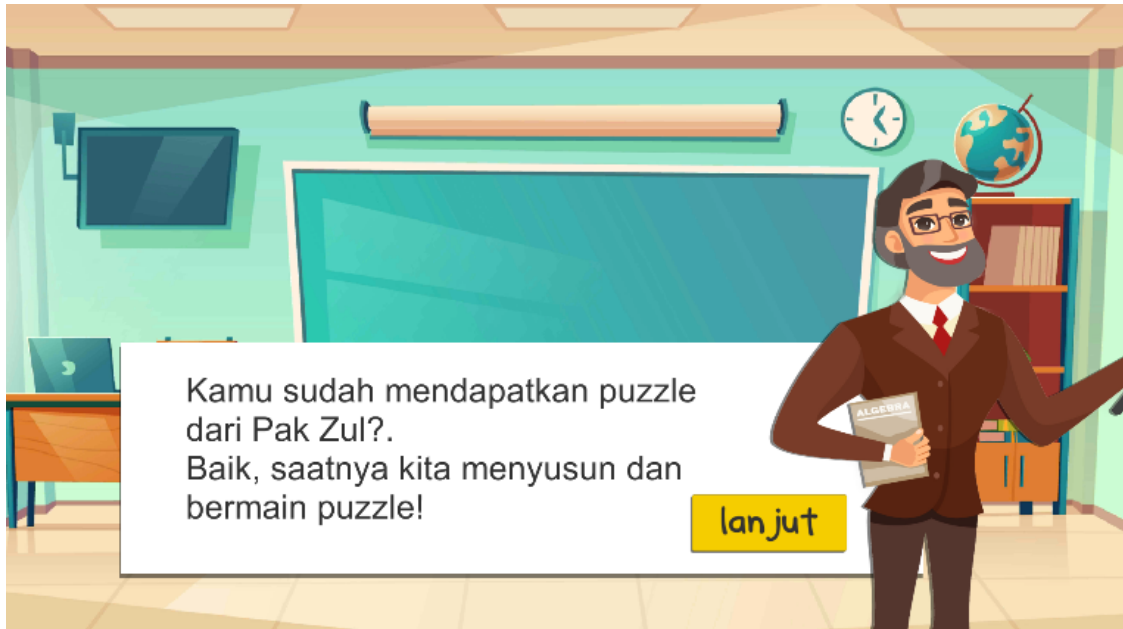 Kamu sudah mendapatkan puzzle
dari Pak Zul?.
Baik, saatnya kita menyusun dan
bermain puzzle!
lanjut
ALGEBRA